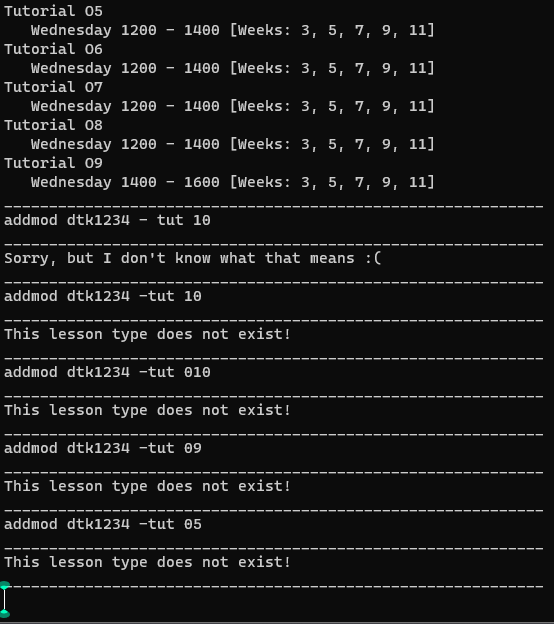 Tutorial 05
   Wednesday 1200 - 1400 [Weeks: 3, 5, 7, 9, 11]
Tutorial 06
   Wednesday 1200 - 1400 [Weeks: 3, 5, 7, 9, 11]
Tutorial 07
   Wednesday 1200 - 1400 [Weeks: 3, 5, 7, 9, 11]
Tutorial 08
   Wednesday 1200 - 1400 [Weeks: 3, 5, 7, 9, 11]
Tutorial 09
   Wednesday 1400 - 1600 [Weeks: 3, 5, 7, 9, 11]
____________________________________________________________
addmod dtk1234 - tut 10
____________________________________________________________
Sorry, but I don't know what that means :(
____________________________________________________________
addmod dtk1234 -tut 10
____________________________________________________________
This lesson type does not exist!
____________________________________________________________
addmod dtk1234 -tut 010
____________________________________________________________
This lesson type does not exist!
____________________________________________________________
addmod dtk1234 -tut 09
____________________________________________________________
This lesson type does not exist!
____________________________________________________________
addmod dtk1234 -tut 05
____________________________________________________________
This lesson type does not exist!
____________________________________________________________